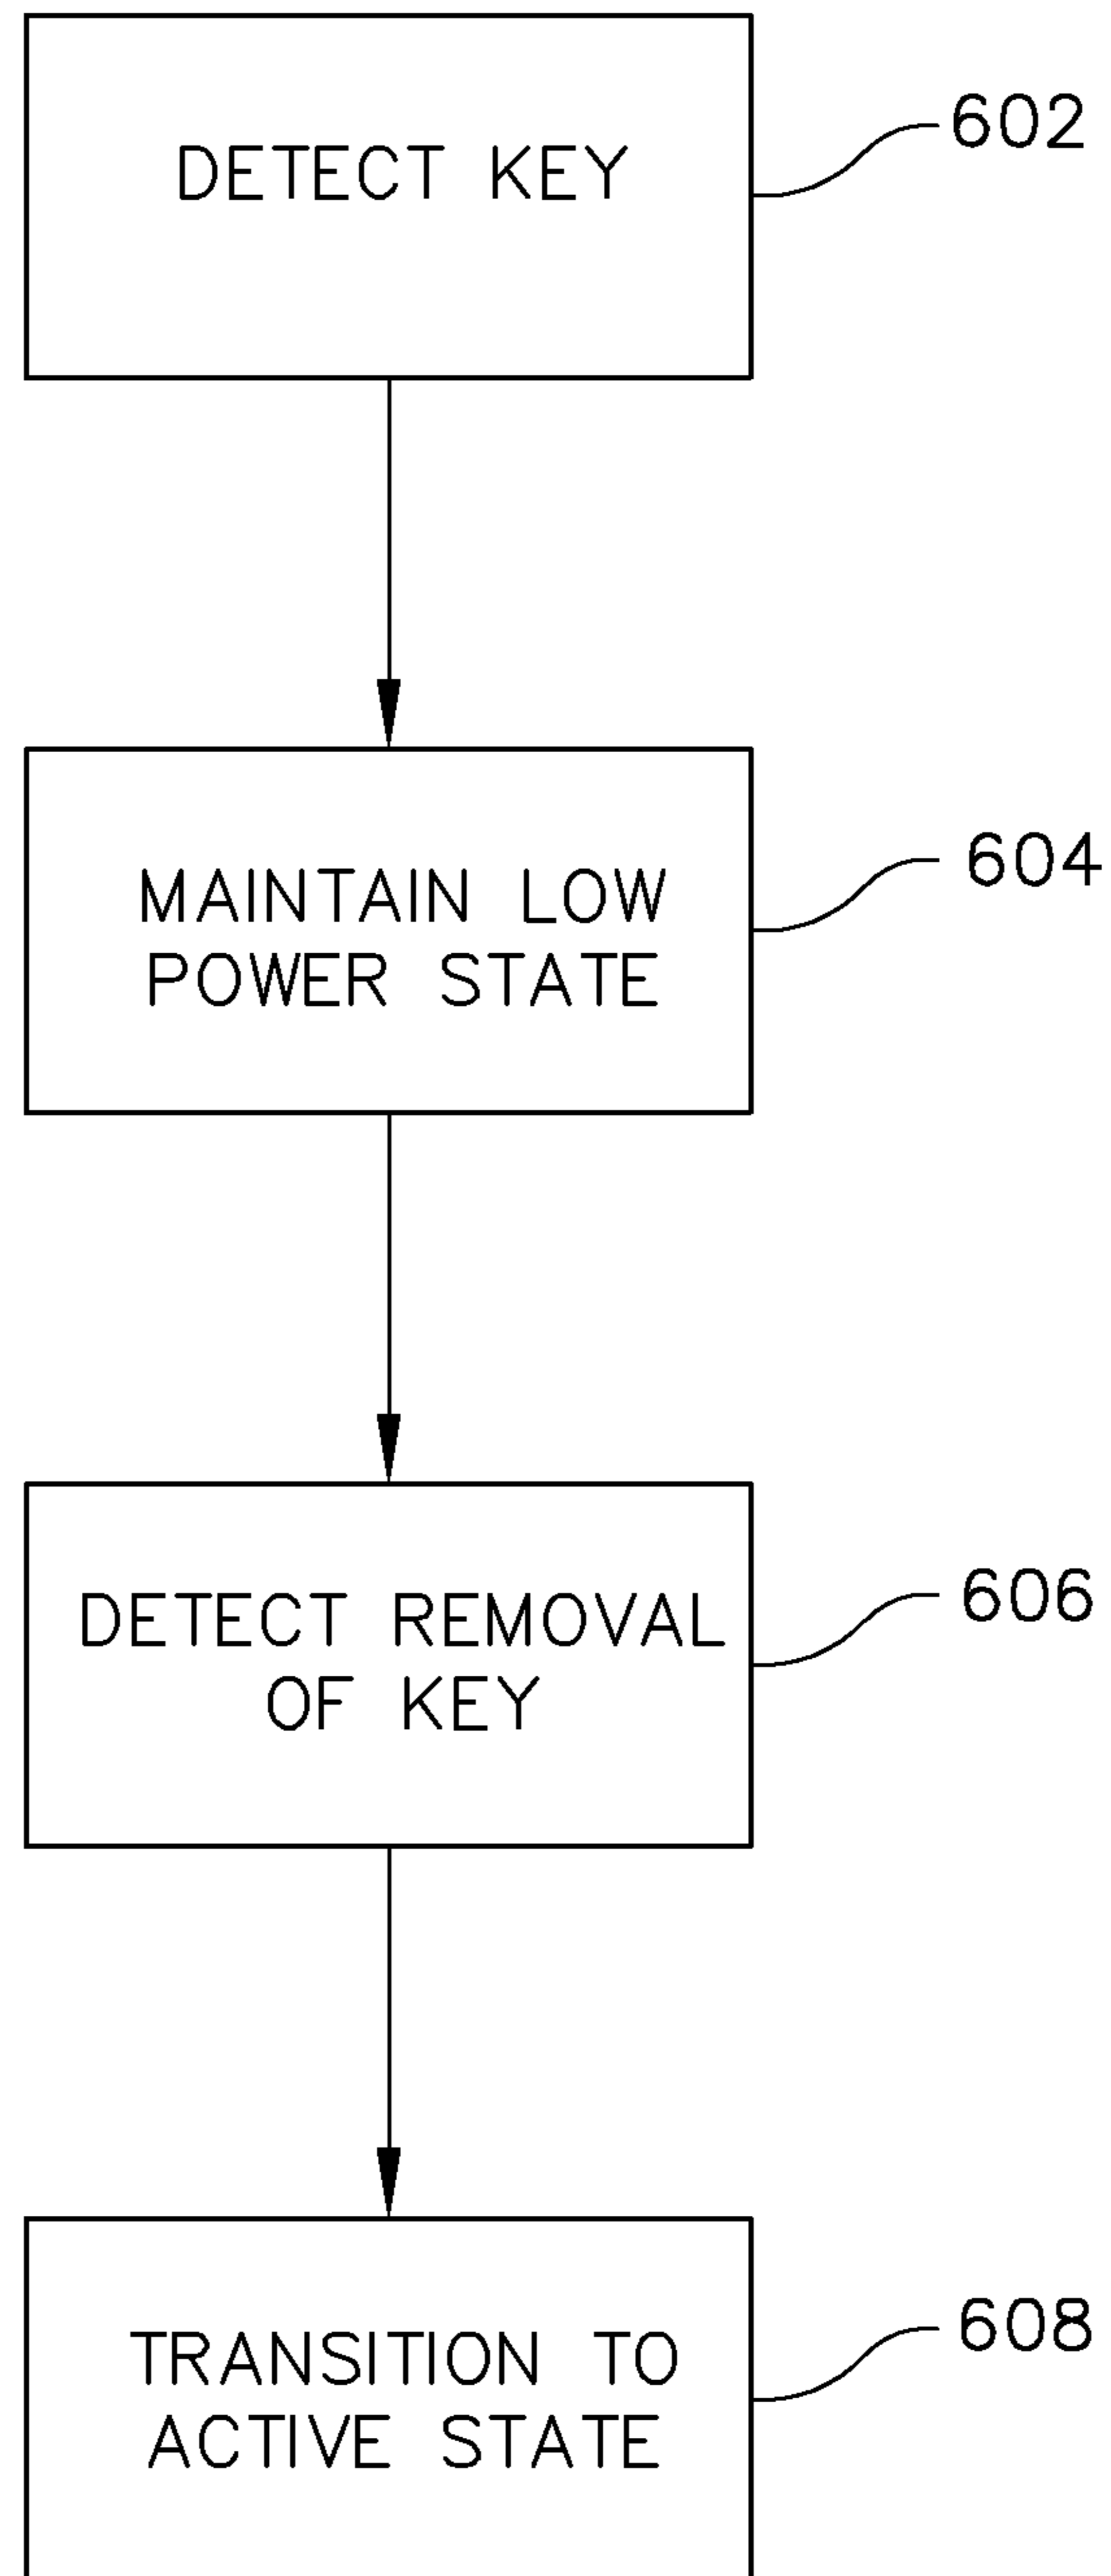 DETECT KEY
602
MAINTAIN LOW
POWER STATE
604
DETECT REMOVAL
OF KEY
606
TRANSITION TO
ACTIVE STATE
608